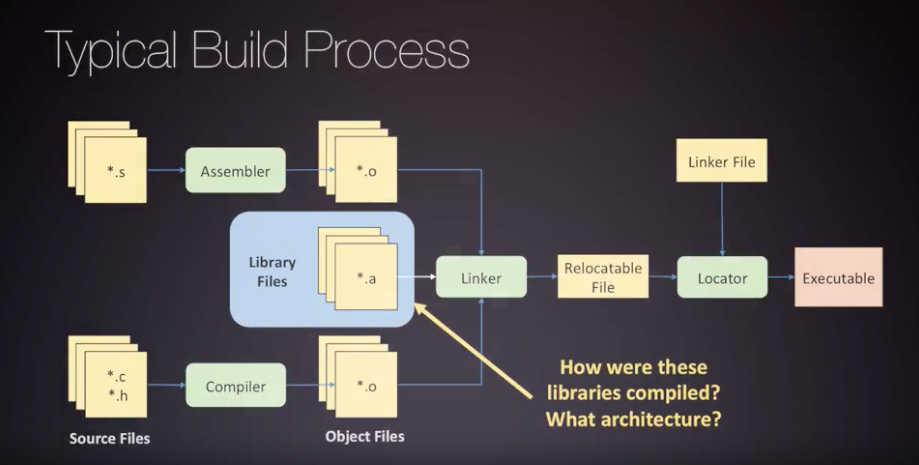 Typical Build Process
*.s
Assembler
*.o
Linker File
Library
Files
*.a
Linker
Relocatable
File
Locator
Executable
*.c
*.h
Compiler
*.o
How were these
libraries compiled?
What architecture?
Source Files
Object Files